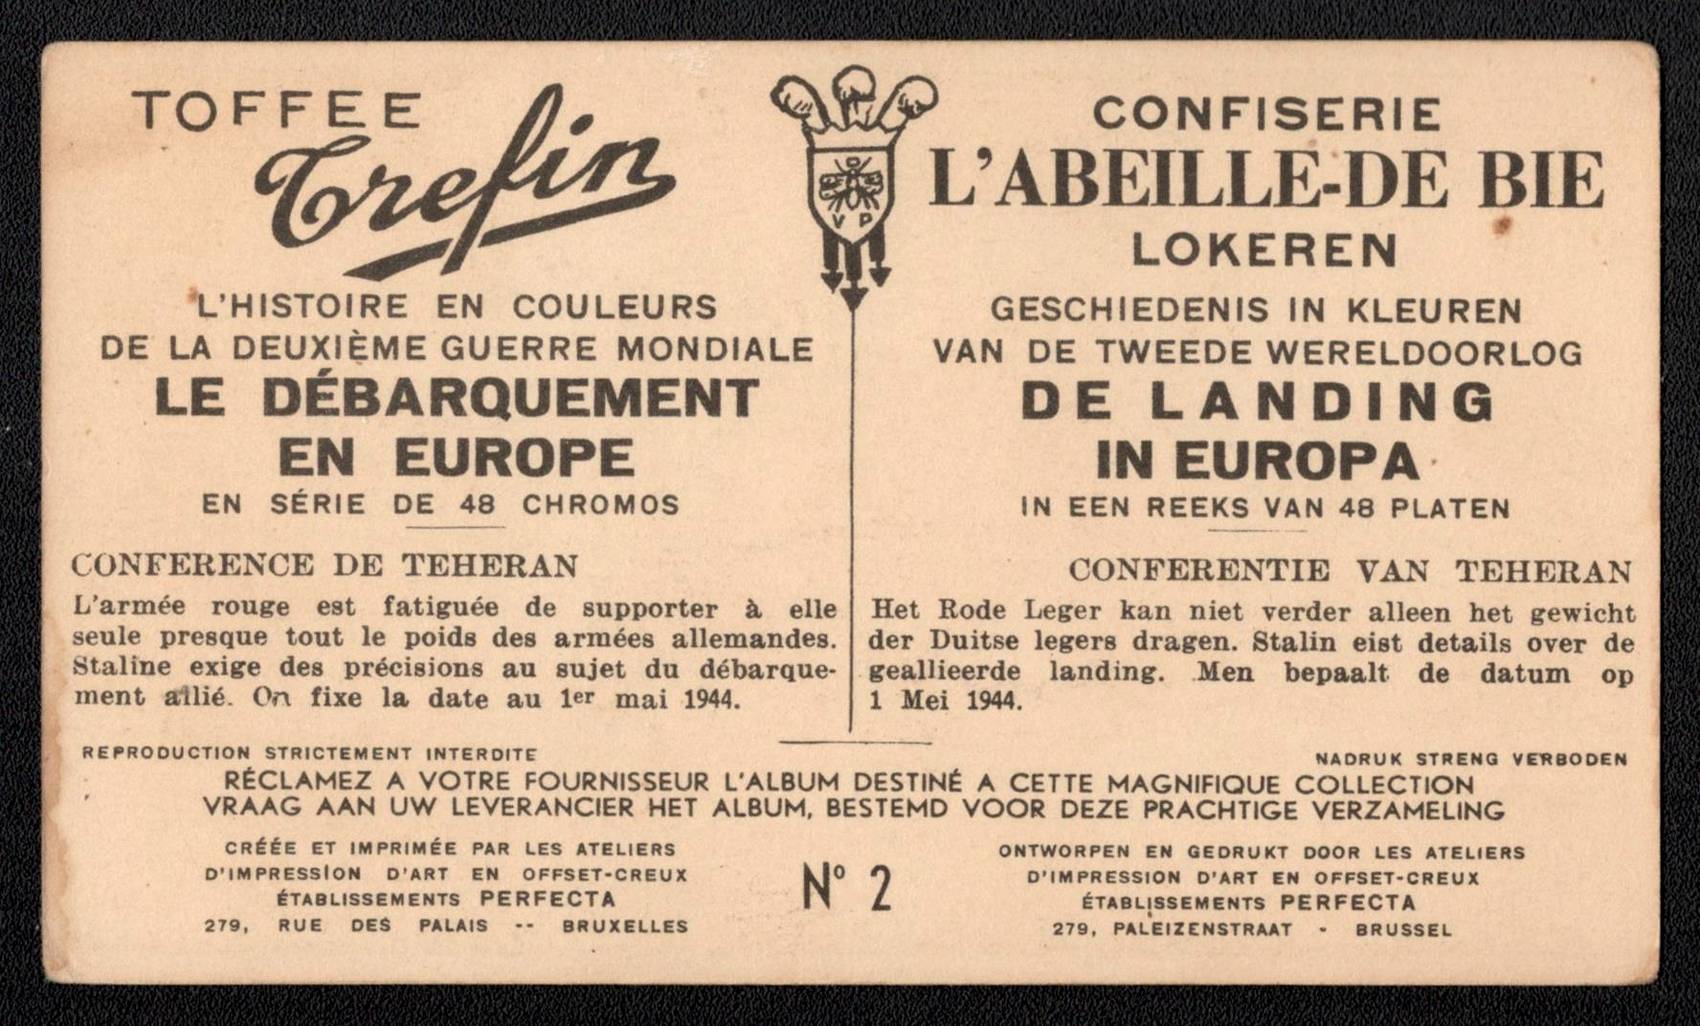 TOFFEE
Trefin
L'HISTOIRE EN COULEURS
DE LA DEUXIÈME GUERRE MONDIALE
LE DÉBARQUEMENT
EN EUROPE
EN SÉRIE DE 48 CHROMOS
CONFERENCE DE TEHERAN
L'armée rouge est fatiguée de supporter à elle
seule presque tout le poids des armées allemandes.
Staline exige des précisions au sujet du débarque-
ment allié. On fixe la date au 1er mai 1944.
REPRODUCTION STRICTEMENT INTERDITE
V D
CONFISERIE
L'ABEILLE-DE BIE
LOKEREN
GESCHIEDENIS IN KLEUREN
VAN DE TWEEDE WERELDOORLOG
DE LANDING
IN EUROPA
IN EEN REEKS VAN 48 PLATEN
CONFERENTIE VAN TEHERAN
Het Rode Leger kan niet verder alleen het gewicht
der Duitse legers dragen. Stalin eist details over de
geallieerde landing. Men bepaalt de datum op
1 Mei 1944.
NADRUK STRENG VERBODEN
RÉCLAMEZ A VOTRE FOURNISSEUR L'ALBUM DESTINÉ A CETTE MAGNIFIQUE COLLECTION
VRAAG AAN UW LEVERANCIER HET ALBUM, BESTEMD VOOR DEZE PRACHTIGE VERZAMELING
CRÉÉE ET IMPRIMÉE PAR LES ATELIERS
D'IMPRESSION D'ART EN OFFSET-CREUX
ÉTABLISSEMENTS PERFECTA
279, RUE DES PALAIS -- BRUXELLES
Nº 2
ONTWORPEN EN GEDRUKT DOOR LES ATELIERS
D'IMPRESSION D'ART EN OFFSET-CREUX
ÉTABLISSEMENTS PERFECTA
279, PALEIZENSTRAAT - BRUSSEL